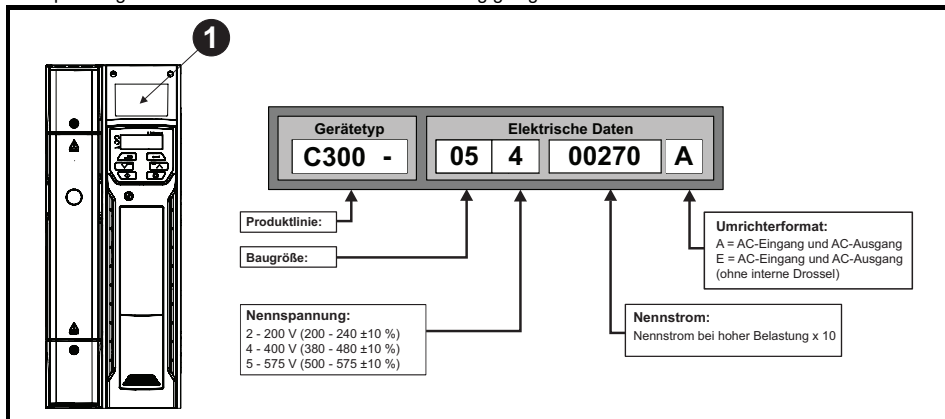 1
Gerätetyp
Elektrische Daten
C300 -
05 4 00270 A
Produktlinie:
Baugröße:
Nennspannung:
2 - 200 V (200 - 240 ±10 %)
4 - 400 V (380 - 480 ±10 %)
5 - 575 V (500 - 575 ±10 %)
Umrichterformat:
A = AC-Eingang und AC-Ausgang
E = AC-Eingang und AC-Ausgang
(ohne interne Drossel)
Nennstrom:
Nennstrom bei hoher Belastung x 10